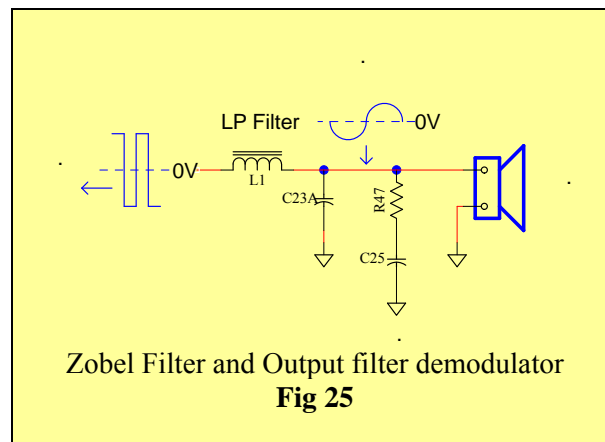 LP Filter
0V
0V
L1
C23A
R47
C25
Zobel Filter and Output filter demodulator
Fig 25